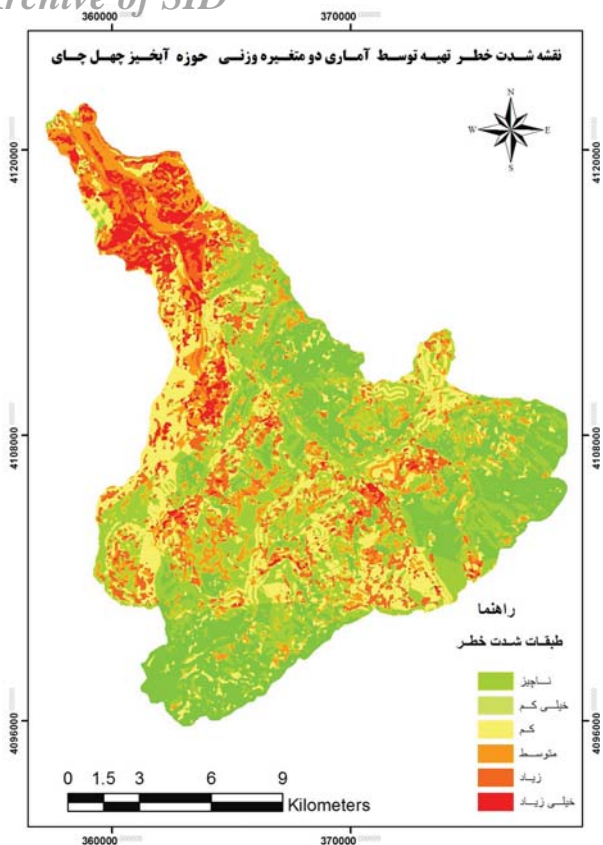 Archive of SID
360000 370000
نقشه شدت خطر تهیه توسط آماری دو متغیره وزنی حوزه آبخیز چهل چای
N
W E
S
4120000 4120000
4108000 4108000
راهنما
طبقات شدت خطر
ناچیز
خیلی کم
کم
متوسط
زیاد
خیلی زیاد
4096000 4096000
0 1.5 3 6 9
Kilometers
360000 370000